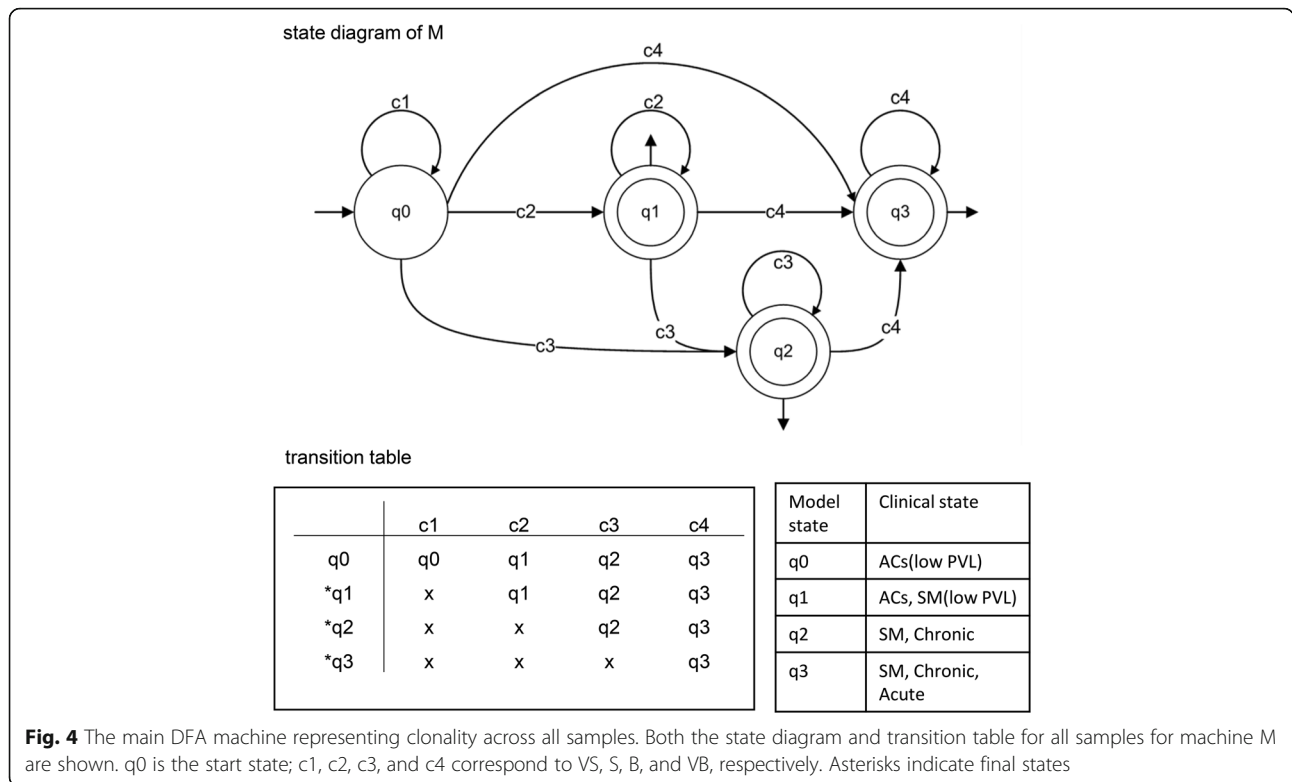 state diagram of M
c4
c1
c2
c4
q0
c2
q1
c4
q3
c3
c3
c4
c3
q2
transition table
c1 c2 c3 c4
q0 q0 q1 q2 q3
*q1 x q1 q2 q3
*q2 x x q2 q3
*q3 x x x q3
Model state Clinical state
q0 ACs(low PVL)
q1 ACs, SM(low PVL)
q2 SM, Chronic
q3 SM, Chronic, Acute
Fig. 4 The main DFA machine representing clonality across all samples. Both the state diagram and transition table for all samples for machine M
are shown. q0 is the start state; c1, c2, c3, and c4 correspond to VS, S, B, and VB, respectively. Asterisks indicate final states